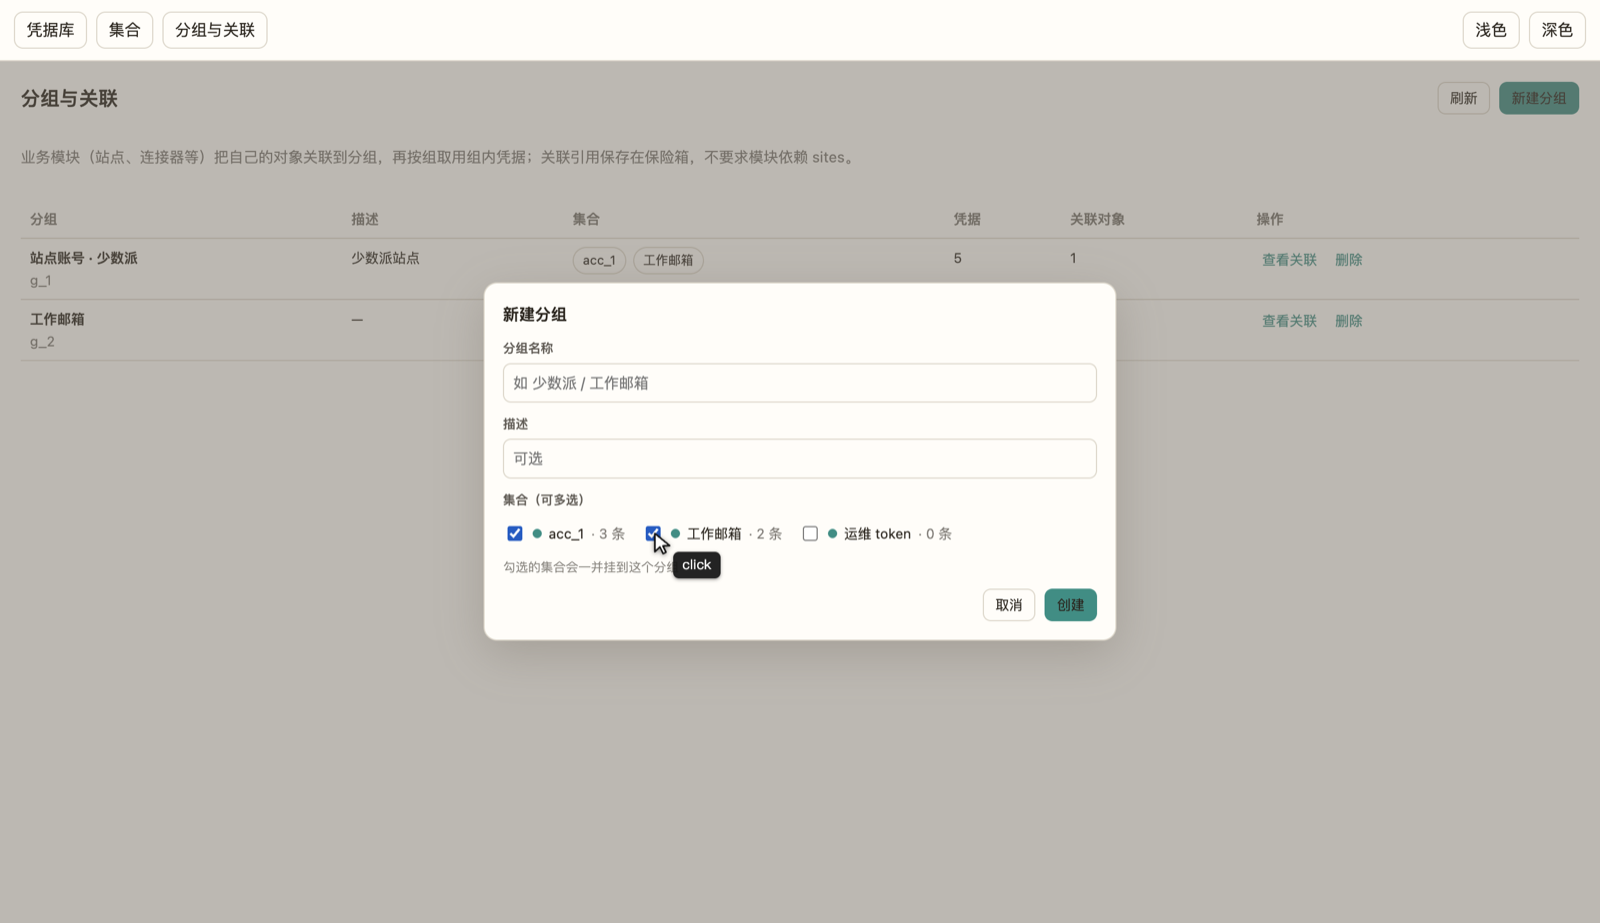 凭据库 集合 分组与关联 浅色 深色
分组与关联 刷新 新建分组
业务模块（站点、连接器等）把自己的对象关联到分组，再按组取用组内凭据；关联引用保存在保险箱，不要求模块依赖 sites。
分组 描述 集合 凭据 关联对象 操作
站点账号 · 少数派 少数派站点 acc_1 工作邮箱 5 1 查看关联 删除
g_1
工作邮箱 — 查看关联 删除
g_2
新建分组
分组名称
如 少数派 / 工作邮箱
描述
可选
集合（可多选）
acc_1 · 3 条 工作邮箱 · 2 条 运维 token · 0 条
勾选的集合会一并挂到这个分
click
取消 创建